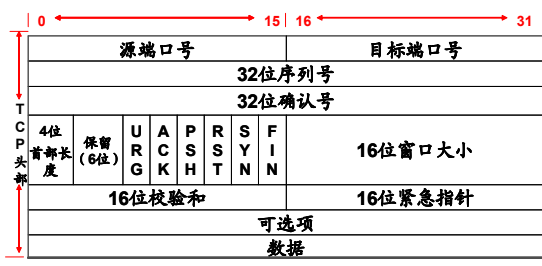 0 15 16 31
源端口号 目标端口号
32位序列号
32位确认号
TCP头部
4位首部长度 保留（6位） URG ACK PSH RST SYN FIN 16位窗口大小
16位校验和 16位紧急指针
可选项
数据